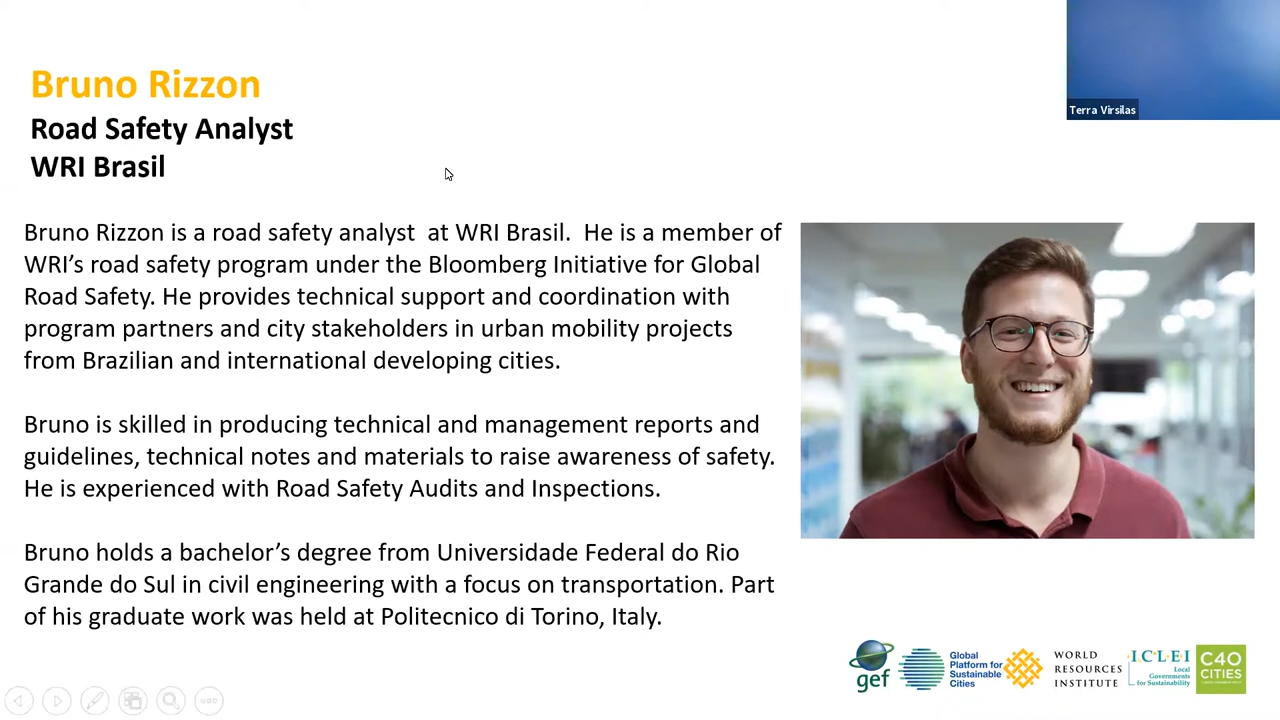 Terra Virsilas
Bruno Rizzon
Road Safety Analyst
WRI Brasil
Bruno Rizzon is a road safety analyst  at WRI Brasil.  He is a member of
WRI’s road safety program under the Bloomberg Initiative for Global
Road Safety. He provides technical support and coordination with
program partners and city stakeholders in urban mobility projects
from Brazilian and international developing cities.
Bruno is skilled in producing technical and management reports and
guidelines, technical notes and materials to raise awareness of safety.
He is experienced with Road Safety Audits and Inspections.
Bruno holds a bachelor’s degree from Universidade Federal do Rio
Grande do Sul in civil engineering with a focus on transportation. Part
of his graduate work was held at Politecnico di Torino, Italy.
gef
Global
Platform for
Sustainable
Cities
WORLD
RESOURCES
INSTITUTE
I.C.L.E.I
Local
Governments
for Sustainability
C40
CITIES